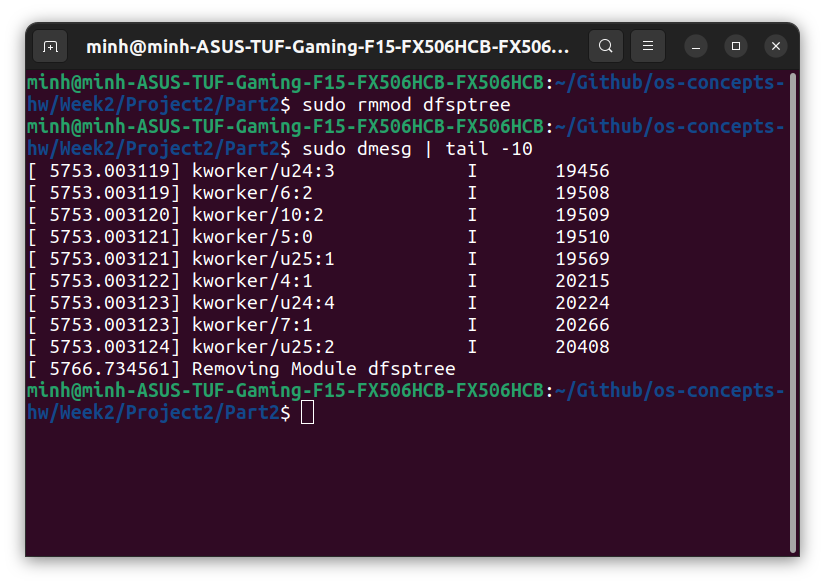 minh@minh-ASUS-TUF-Gaming-F15-FX506HCB-FX506...
minh@minh-ASUS-TUF-Gaming-F15-FX506HCB-FX506HCB:~/Github/os-concepts-
hw/Week2/Project2/Part2$ sudo rmmod dfsptree
minh@minh-ASUS-TUF-Gaming-F15-FX506HCB-FX506HCB:~/Github/os-concepts-
hw/Week2/Project2/Part2$ sudo dmesg | tail -10
[ 5753.003119] kworker/u24:3            I       19456
[ 5753.003119] kworker/6:2              I       19508
[ 5753.003120] kworker/10:2             I       19509
[ 5753.003121] kworker/5:0              I       19510
[ 5753.003121] kworker/u25:1            I       19569
[ 5753.003122] kworker/4:1              I       20215
[ 5753.003123] kworker/u24:4            I       20224
[ 5753.003123] kworker/7:1              I       20266
[ 5753.003124] kworker/u25:2            I       20408
[ 5766.734561] Removing Module dfsptree
minh@minh-ASUS-TUF-Gaming-F15-FX506HCB-FX506HCB:~/Github/os-concepts-
hw/Week2/Project2/Part2$